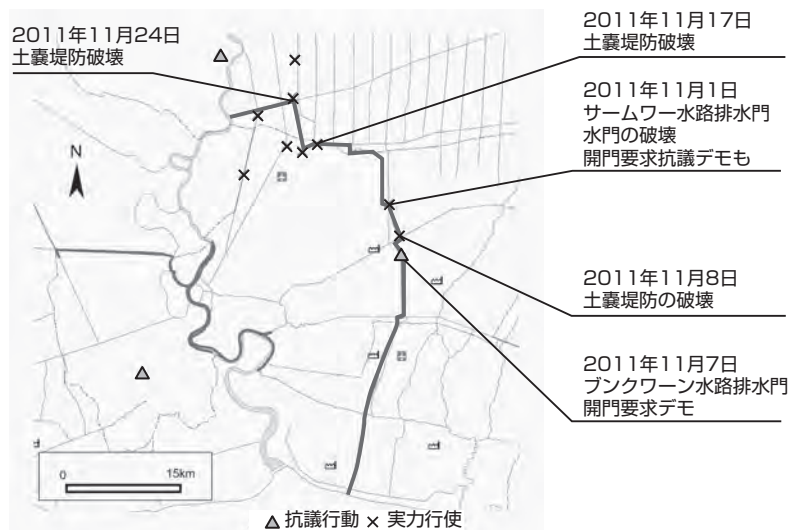 2011年11月24日
土嚢堤防破壊
2011年11月17日
土嚢堤防破壊
2011年11月1日
サームワー水路排水門
水門の破壊
開門要求抗議デモも
N
2011年11月8日
土嚢堤防の破壊
2011年11月7日
ブンクワーン水路排水門
開門要求デモ
0 15km
△ 抗議行動 × 実力行使